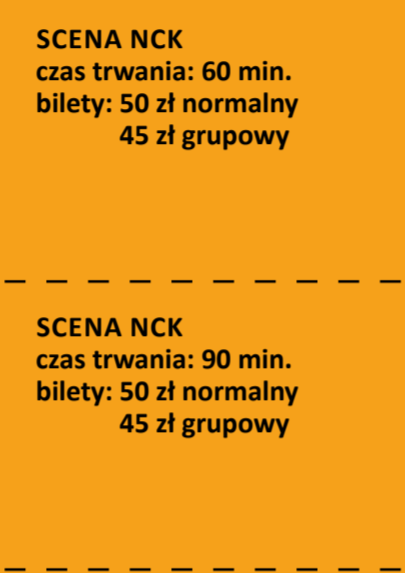 SCENA NCK
czas trwania: 60 min.
bilety: 50 zł normalny
45 zł grupowy
SCENA NCK
czas trwania: 90 min.
bilety: 50 zł normalny
45 zł grupowy